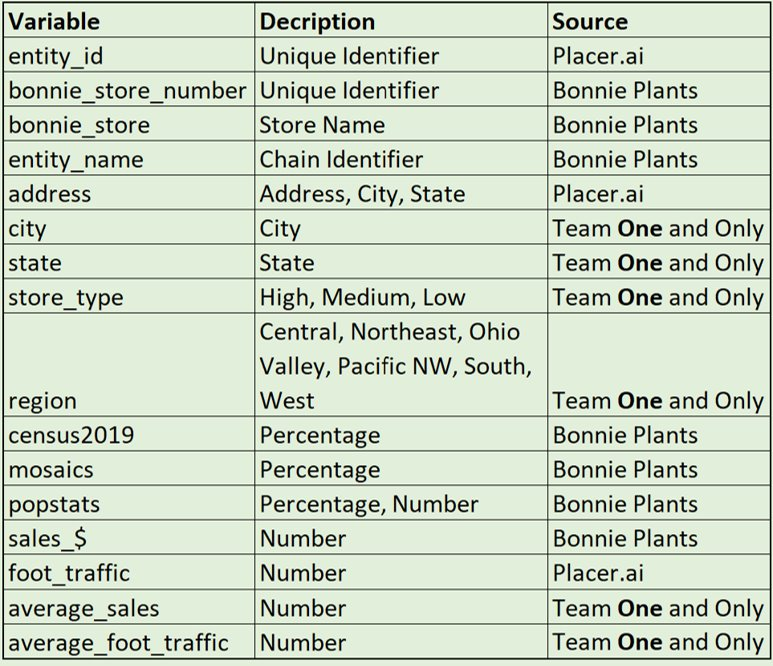 Variable Decription Source
entity_id Unique Identifier Placer.ai
bonnie_store_number Unique Identifier Bonnie Plants
bonnie_store Store Name Bonnie Plants
entity_name Chain Identifier Bonnie Plants
address Address, City, State Placer.ai
city City Team One and Only
state State Team One and Only
store_type High, Medium, Low Team One and Only
Central, Northeast, Ohio
Valley, Pacific NW, South,
region West Team One and Only
census2019 Percentage Bonnie Plants
mosaics Percentage Bonnie Plants
popstats Percentage, Number Bonnie Plants
sales_$ Number Bonnie Plants
foot_traffic Number Placer.ai
average_sales Number Team One and Only
average_foot_traffic Number Team One and Only